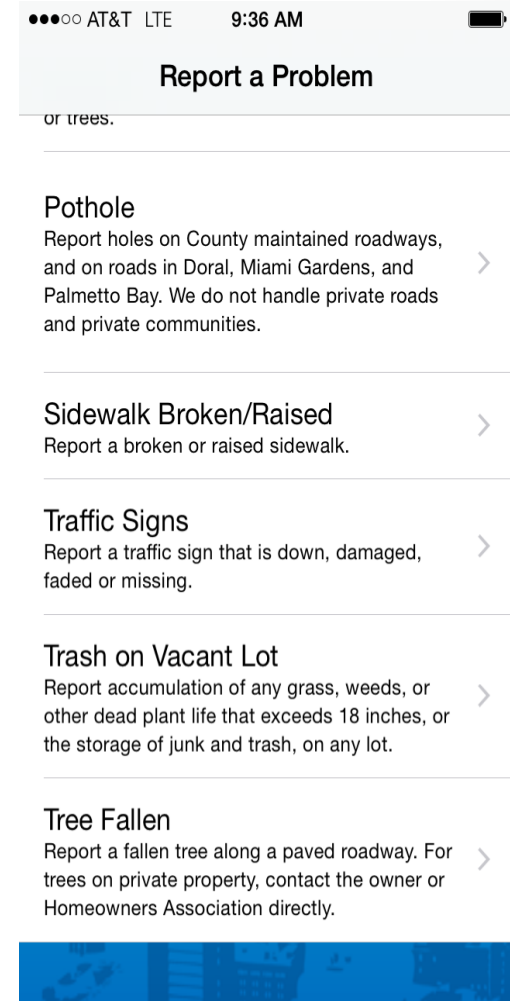 AT&T LTE 9:36 AM
Report a Problem
or trees.
Pothole
Report holes on County maintained roadways,
and on roads in Doral, Miami Gardens, and
Palmetto Bay. We do not handle private roads
and private communities.
Sidewalk Broken/Raised
Report a broken or raised sidewalk.
Traffic Signs
Report a traffic sign that is down, damaged,
faded or missing.
Trash on Vacant Lot
Report accumulation of any grass, weeds, or
other dead plant life that exceeds 18 inches, or
the storage of junk and trash, on any lot.
Tree Fallen
Report a fallen tree along a paved roadway. For
trees on private property, contact the owner or
Homeowners Association directly.